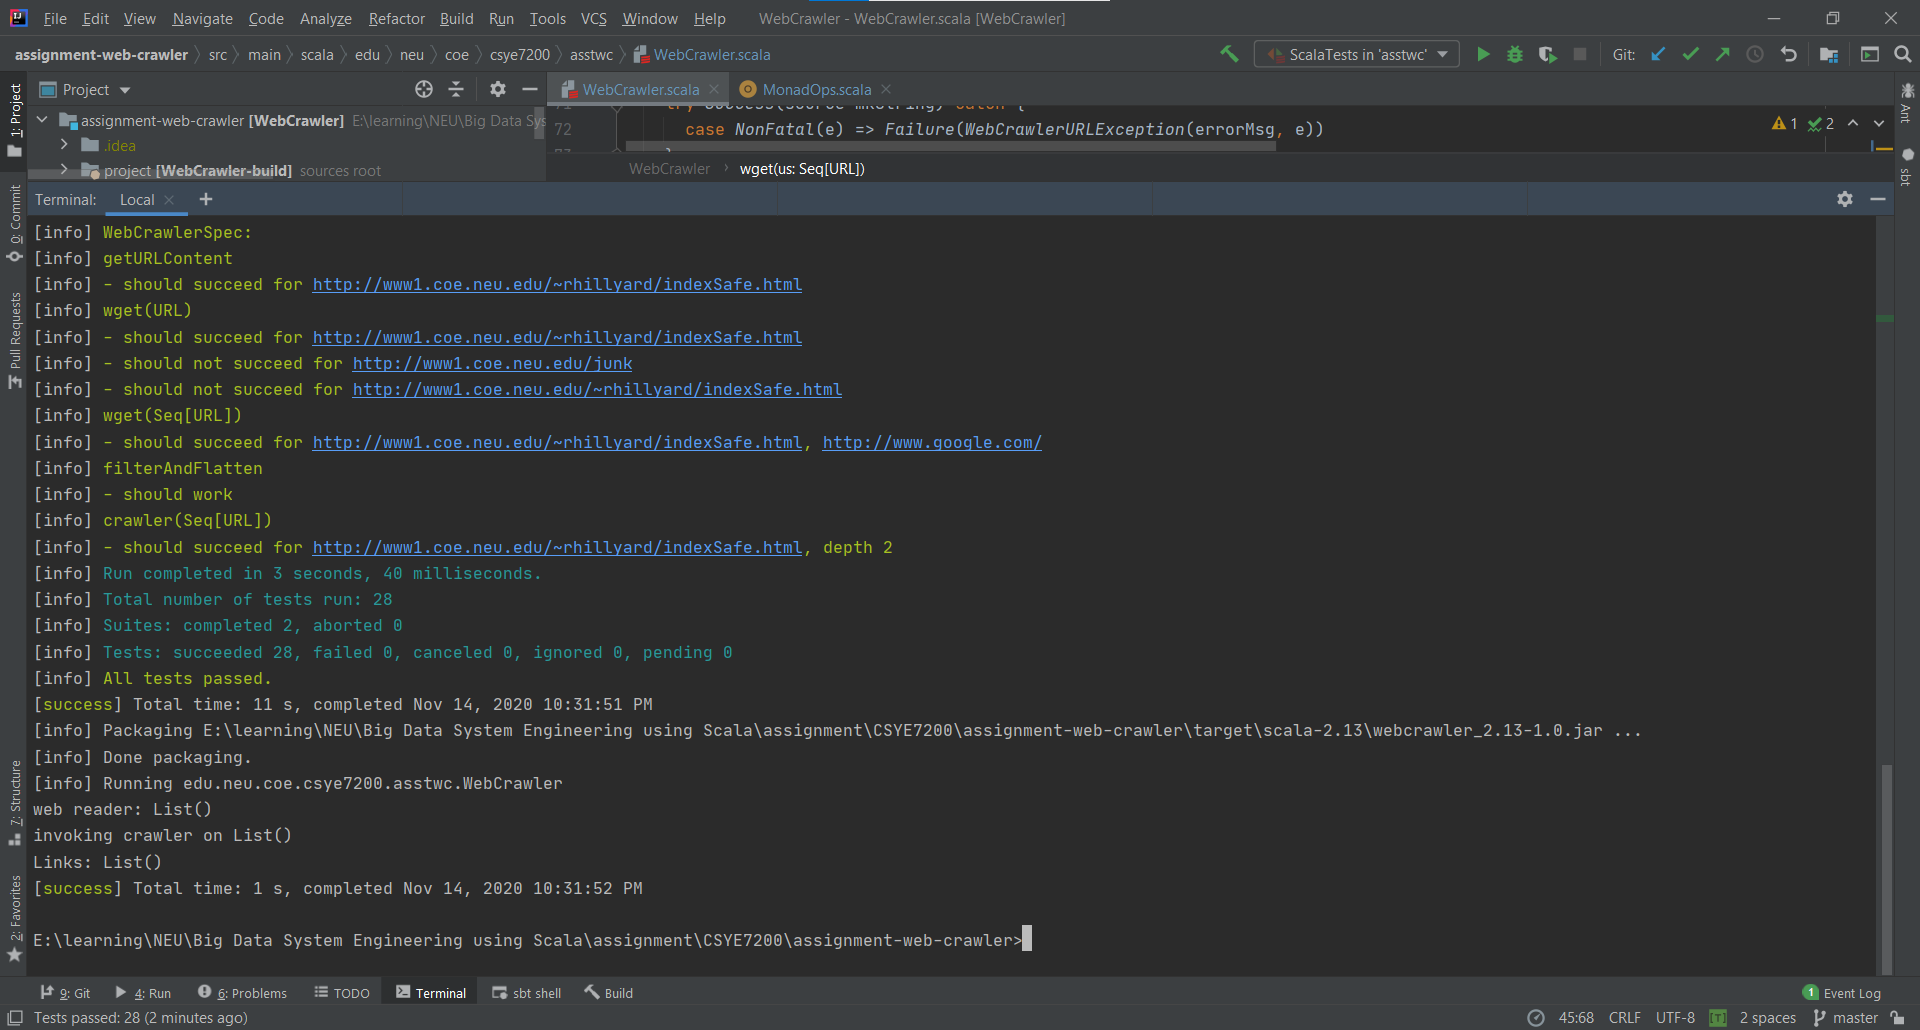 File Edit View Navigate Code Analyze Refactor Build Run Tools VCS Window Help WebCrawler - WebCrawler.scala [WebCrawler]
assignment-web-crawler src main scala edu neu coe csye7200 asstwc WebCrawler.scala ScalaTests in 'asstwc' Git:
Project WebCrawler.scala MonadOps.scala
assignment-web-crawler [WebCrawler] E:\learning\NEU\Big Data Sys
.idea
project [WebCrawler-build] sources root
72 case NonFatal(e) => Failure(WebCrawlerURLException(errorMsg, e))
1 2
WebCrawler wget(us: Seq[URL])
Terminal: Local +
[info] WebCrawlerSpec:
[info] getURLContent
[info] - should succeed for http://www1.coe.neu.edu/~rhillyard/indexSafe.html
[info] wget(URL)
[info] - should succeed for http://www1.coe.neu.edu/~rhillyard/indexSafe.html
[info] - should not succeed for http://www1.coe.neu.edu/junk
[info] - should not succeed for http://www1.coe.neu.edu/~rhillyard/indexSafe.html
[info] wget(Seq[URL])
[info] - should succeed for http://www1.coe.neu.edu/~rhillyard/indexSafe.html, http://www.google.com/
[info] filterAndFlatten
[info] - should work
[info] crawler(Seq[URL])
[info] - should succeed for http://www1.coe.neu.edu/~rhillyard/indexSafe.html, depth 2
[info] Run completed in 3 seconds, 40 milliseconds.
[info] Total number of tests run: 28
[info] Suites: completed 2, aborted 0
[info] Tests: succeeded 28, failed 0, canceled 0, ignored 0, pending 0
[info] All tests passed.
[success] Total time: 11 s, completed Nov 14, 2020 10:31:51 PM
[info] Packaging E:\learning\NEU\Big Data System Engineering using Scala\assignment\CSYE7200\assignment-web-crawler\target\scala-2.13\webcrawler_2.13-1.0.jar ...
[info] Done packaging.
[info] Running edu.neu.coe.csye7200.asstwc.WebCrawler
web reader: List()
invoking crawler on List()
Links: List()
[success] Total time: 1 s, completed Nov 14, 2020 10:31:52 PM
E:\learning\NEU\Big Data System Engineering using Scala\assignment\CSYE7200\assignment-web-crawler>
1: Project
0: Commit
Pull Requests
7: Structure
2: Favorites
Ant
sbt
9: Git 4: Run 6: Problems TODO Terminal sbt shell Build 1 Event Log
Tests passed: 28 (2 minutes ago) 45:68 CRLF UTF-8 [T] 2 spaces master